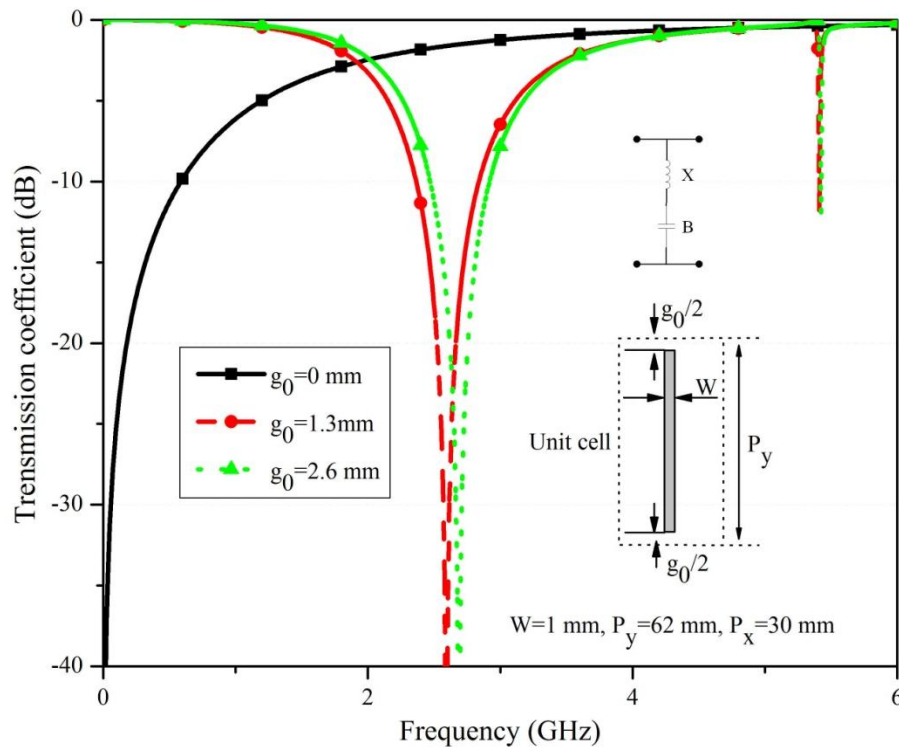 0
-10
-20
-30
-40
Trensmission coefficient (dB)
0
2
4
6
Frequency (GHz)
g0=0 mm
g0=1.3mm
g0=2.6 mm
X
B
g0/2
W
Unit cell
Py
g0/2
W=1 mm, Py=62 mm, Px=30 mm